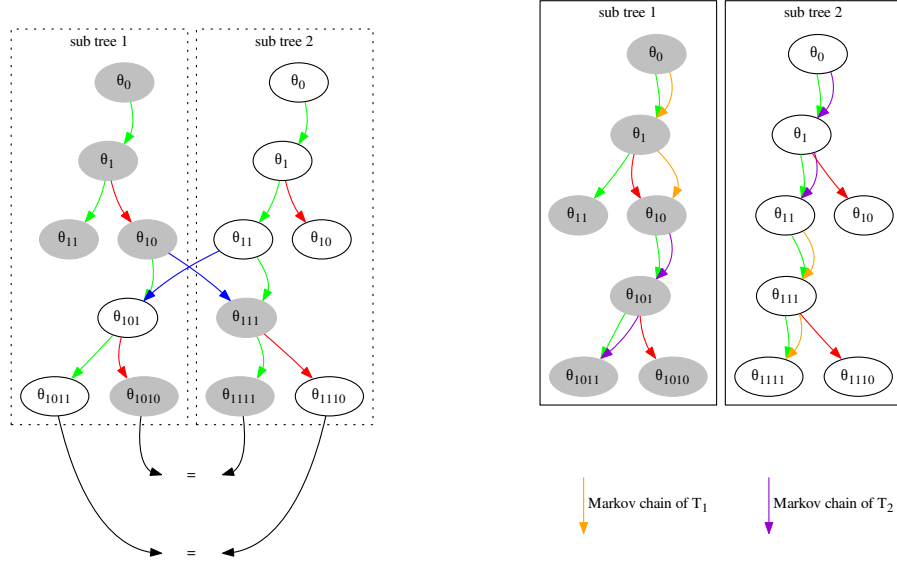 sub tree 1
sub tree 2
θ₀
θ₀
θ₁
θ₁
θ₁₁
θ₁₀
θ₁₁
θ₁₀
θ₁₀₁
θ₁₁₁
θ₁₀₁₁
θ₁₀₁₀
θ₁₁₁₁
θ₁₁₁₀
=
=
sub tree 1
sub tree 2
θ₀
θ₀
θ₁
θ₁
θ₁₁
θ₁₀
θ₁₁
θ₁₀
θ₁₀₁
θ₁₁₁
θ₁₀₁₁
θ₁₀₁₀
θ₁₁₁₁
θ₁₁₁₀
Markov chain of T₁
Markov chain of T₂